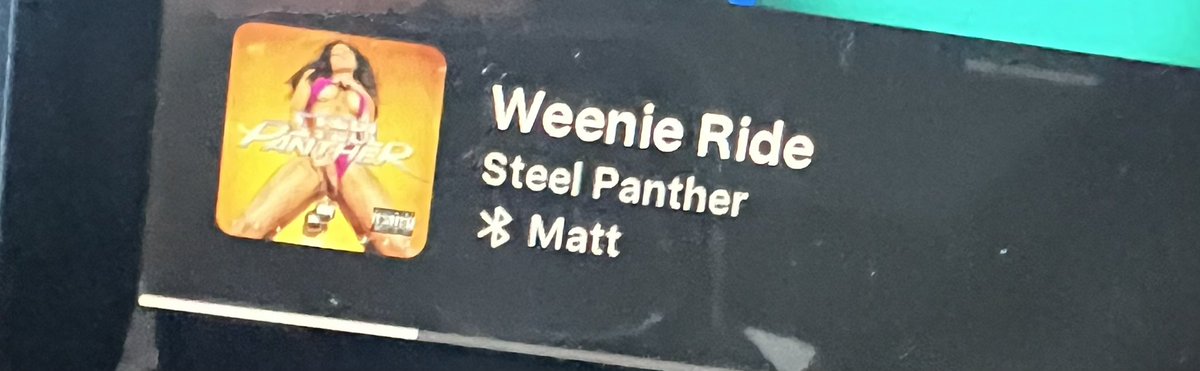 STEEL
PANTHER
Weenie Ride
Steel Panther
Matt